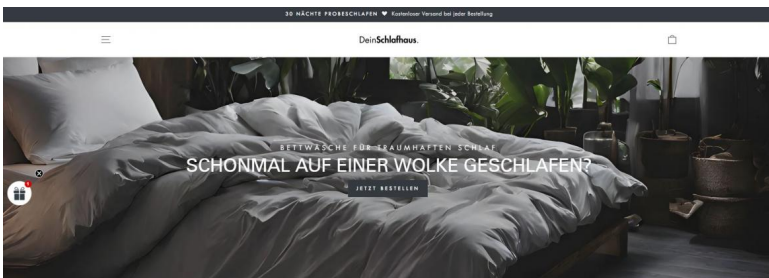 30 NÄCHTE PROBESCHLAFEN ♥ Kostenloser Versand bei jeder Bestellung
DeinSchlafhaus.
BETTWÄSCHE FÜR TRAUMHAFTEN SCHLAF
SCHONMAL AUF EINER WOLKE GESCHLAFEN?
JETZT BESTELLEN